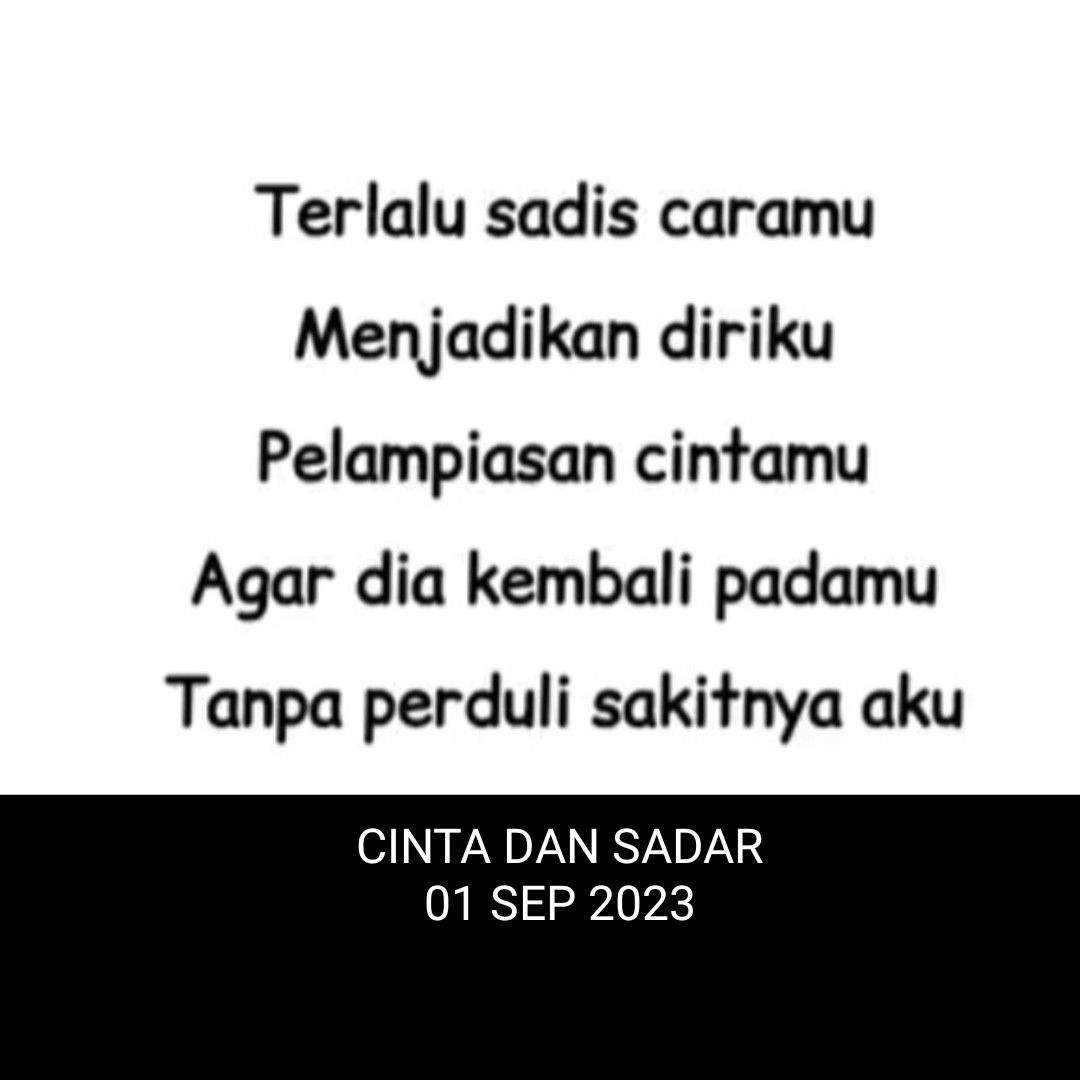 Terlalu sadis caramu
Menjadikan diriku
Pelampiasan cintamu
Agar dia kembali padamu
Tanpa perduli sakitnya aku
CINTA DAN SADAR
01 SEP 2023